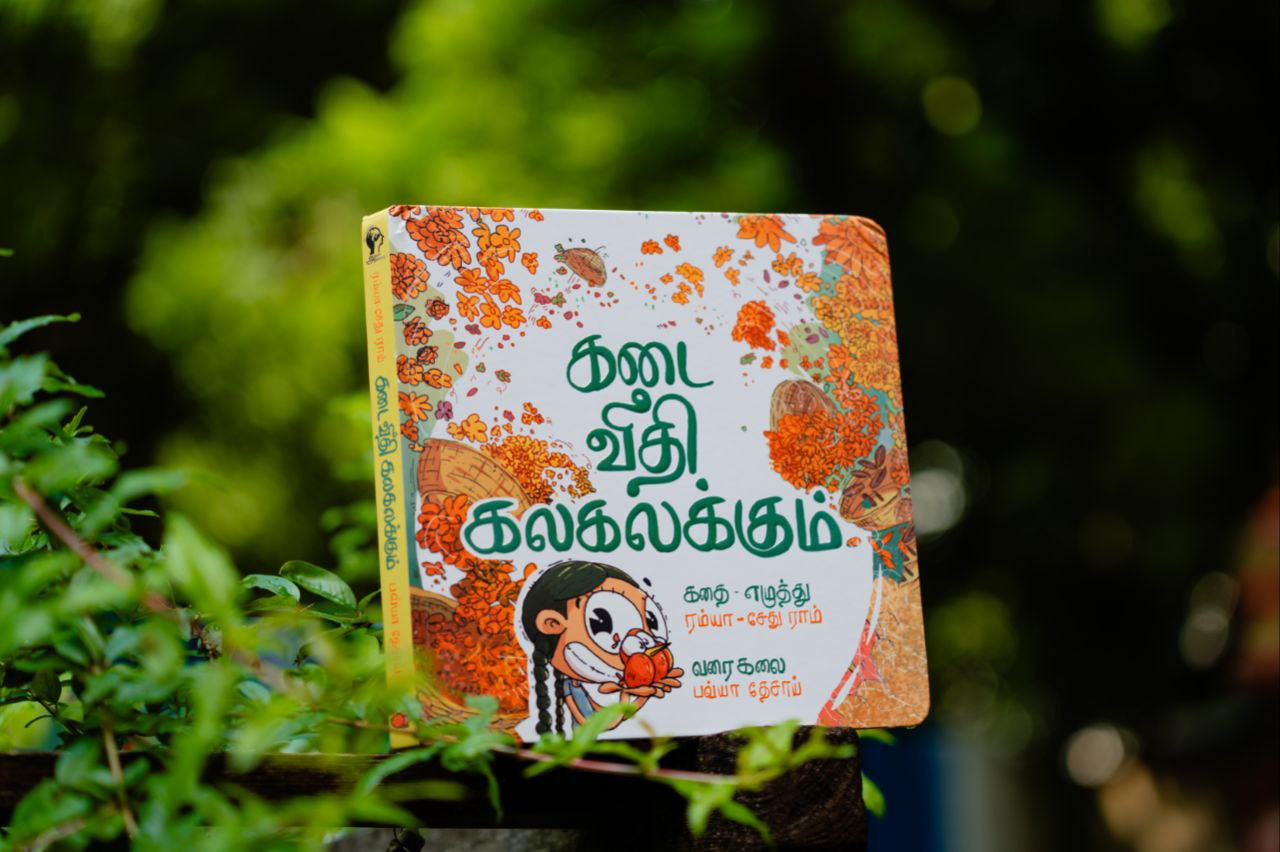 கடை
வீதி
கலகலக்கும்
கதை - எழுத்து
ரம்யா - சேது ராம்
வரைகலை
பவ்யா தேசாய்
ரம்யா சேது ராம்
கடை வீதி கலகலக்கும்
பவ்யா